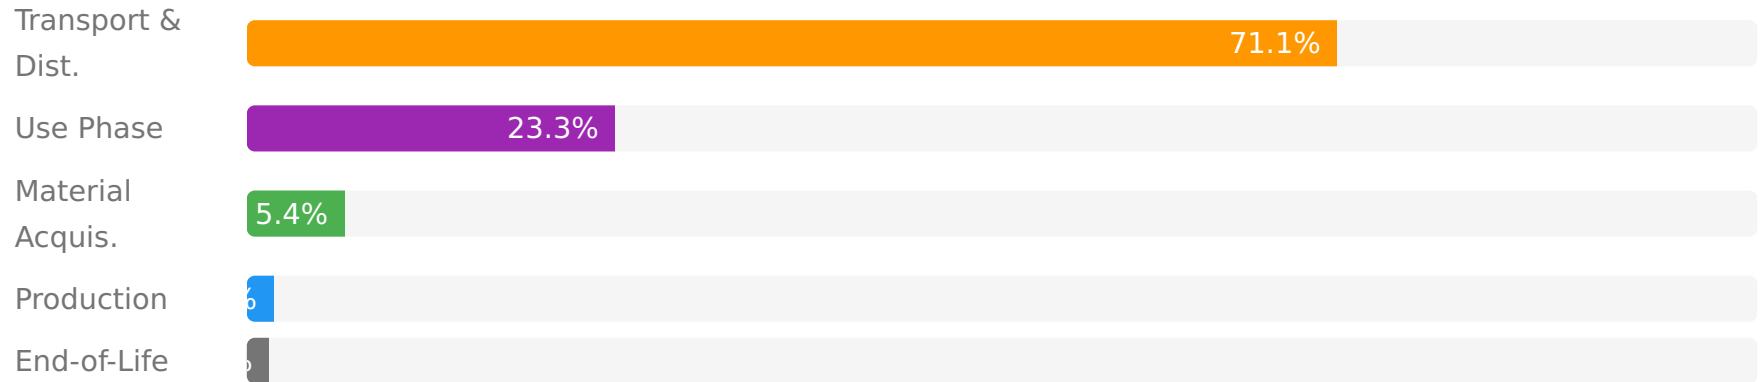 Transport &
Dist.
71.1%
Use Phase
23.3%
Material
Acquis.
5.4%
Production
%
End-of-Life